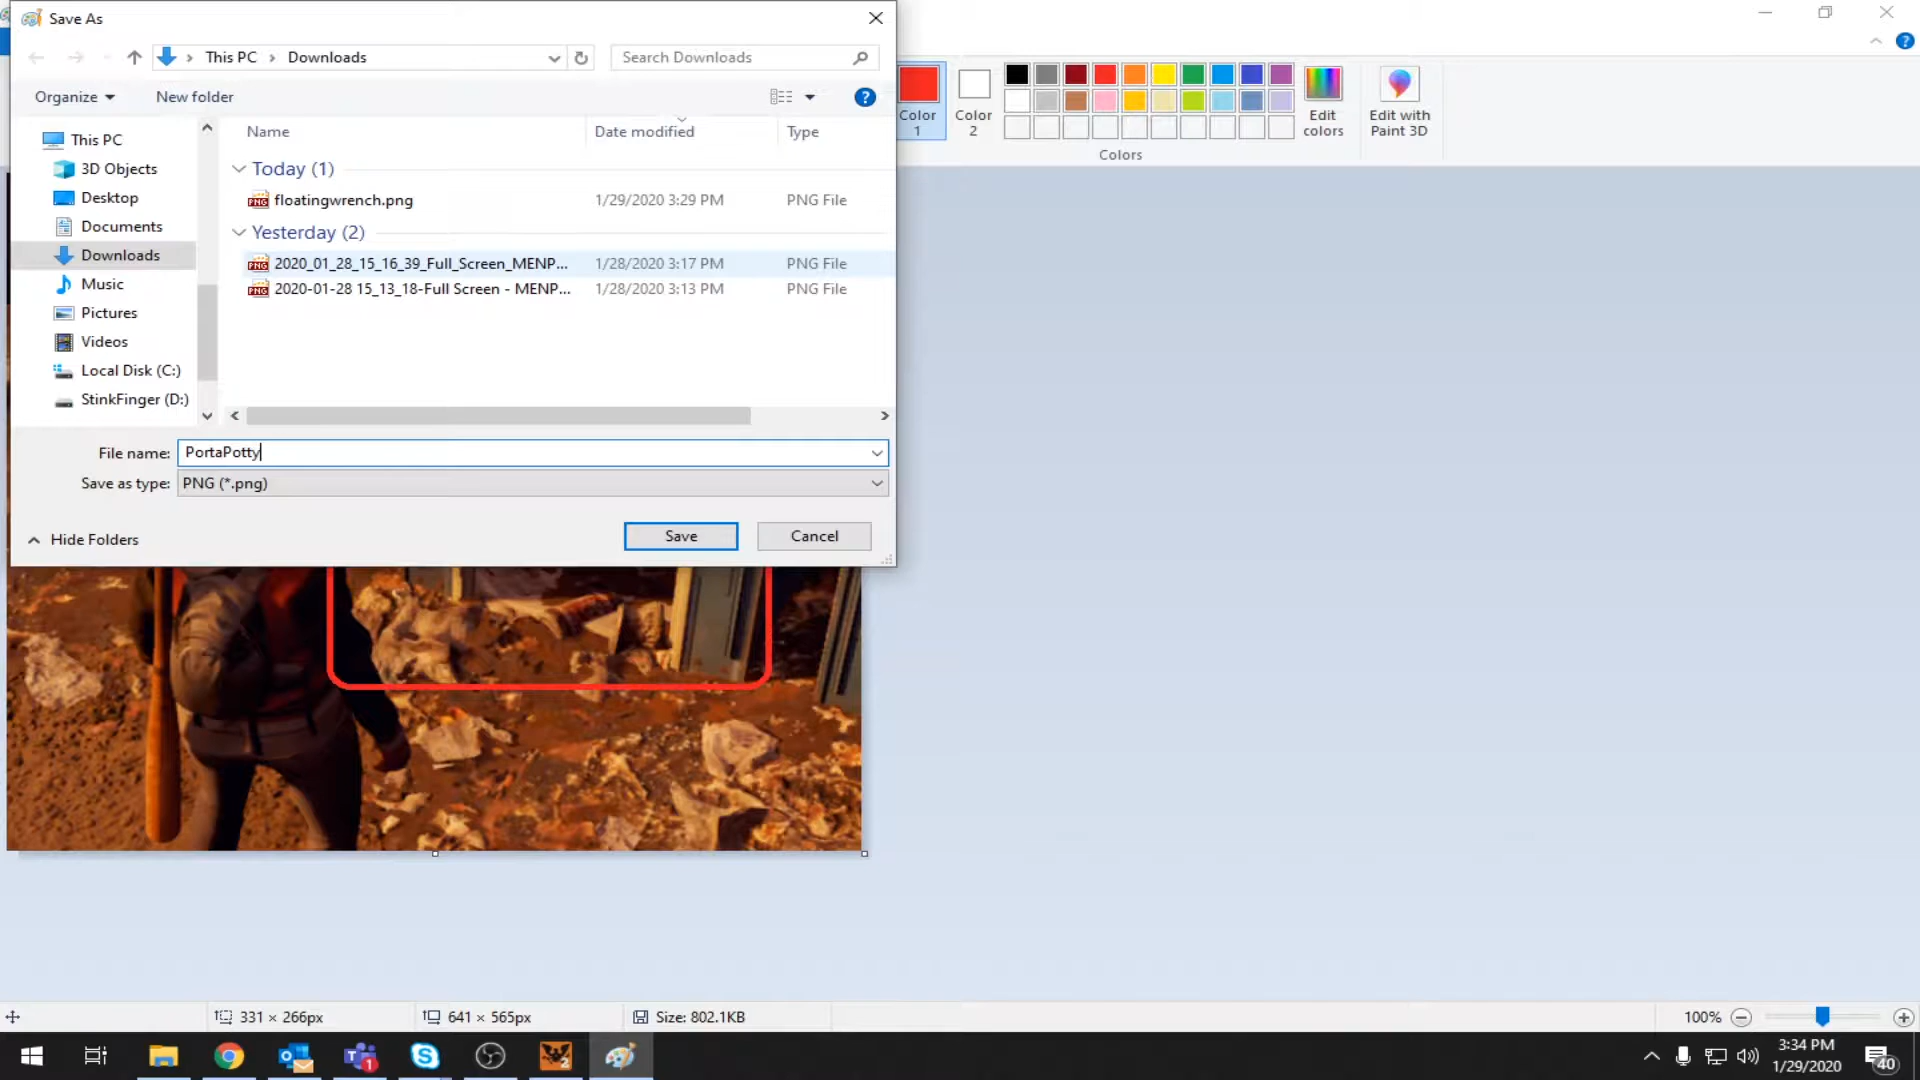 Save As
This PC > Downloads
Search Downloads
Organize
New folder
This PC
3D Objects
Desktop
Documents
Downloads
Music
Pictures
Videos
Local Disk (C:)
StinkFinger (D:)
Name Date modified Type
Today (1)
floatingwrench.png 1/29/2020 3:29 PM PNG File
Yesterday (2)
2020_01_28_15_16_39_Full_Screen_MENP... 1/28/2020 3:17 PM PNG File
2020-01-28 15_13_18-Full Screen - MENP... 1/28/2020 3:13 PM PNG File
File name: PortaPotty
Save as type: PNG (*.png)
Hide Folders
Save
Cancel
Color 1
Color 2
Edit colors
Edit with Paint 3D
Colors
331 × 266px
641 × 565px
Size: 802.1KB
100%
3:34 PM
1/29/2020
1
2
40